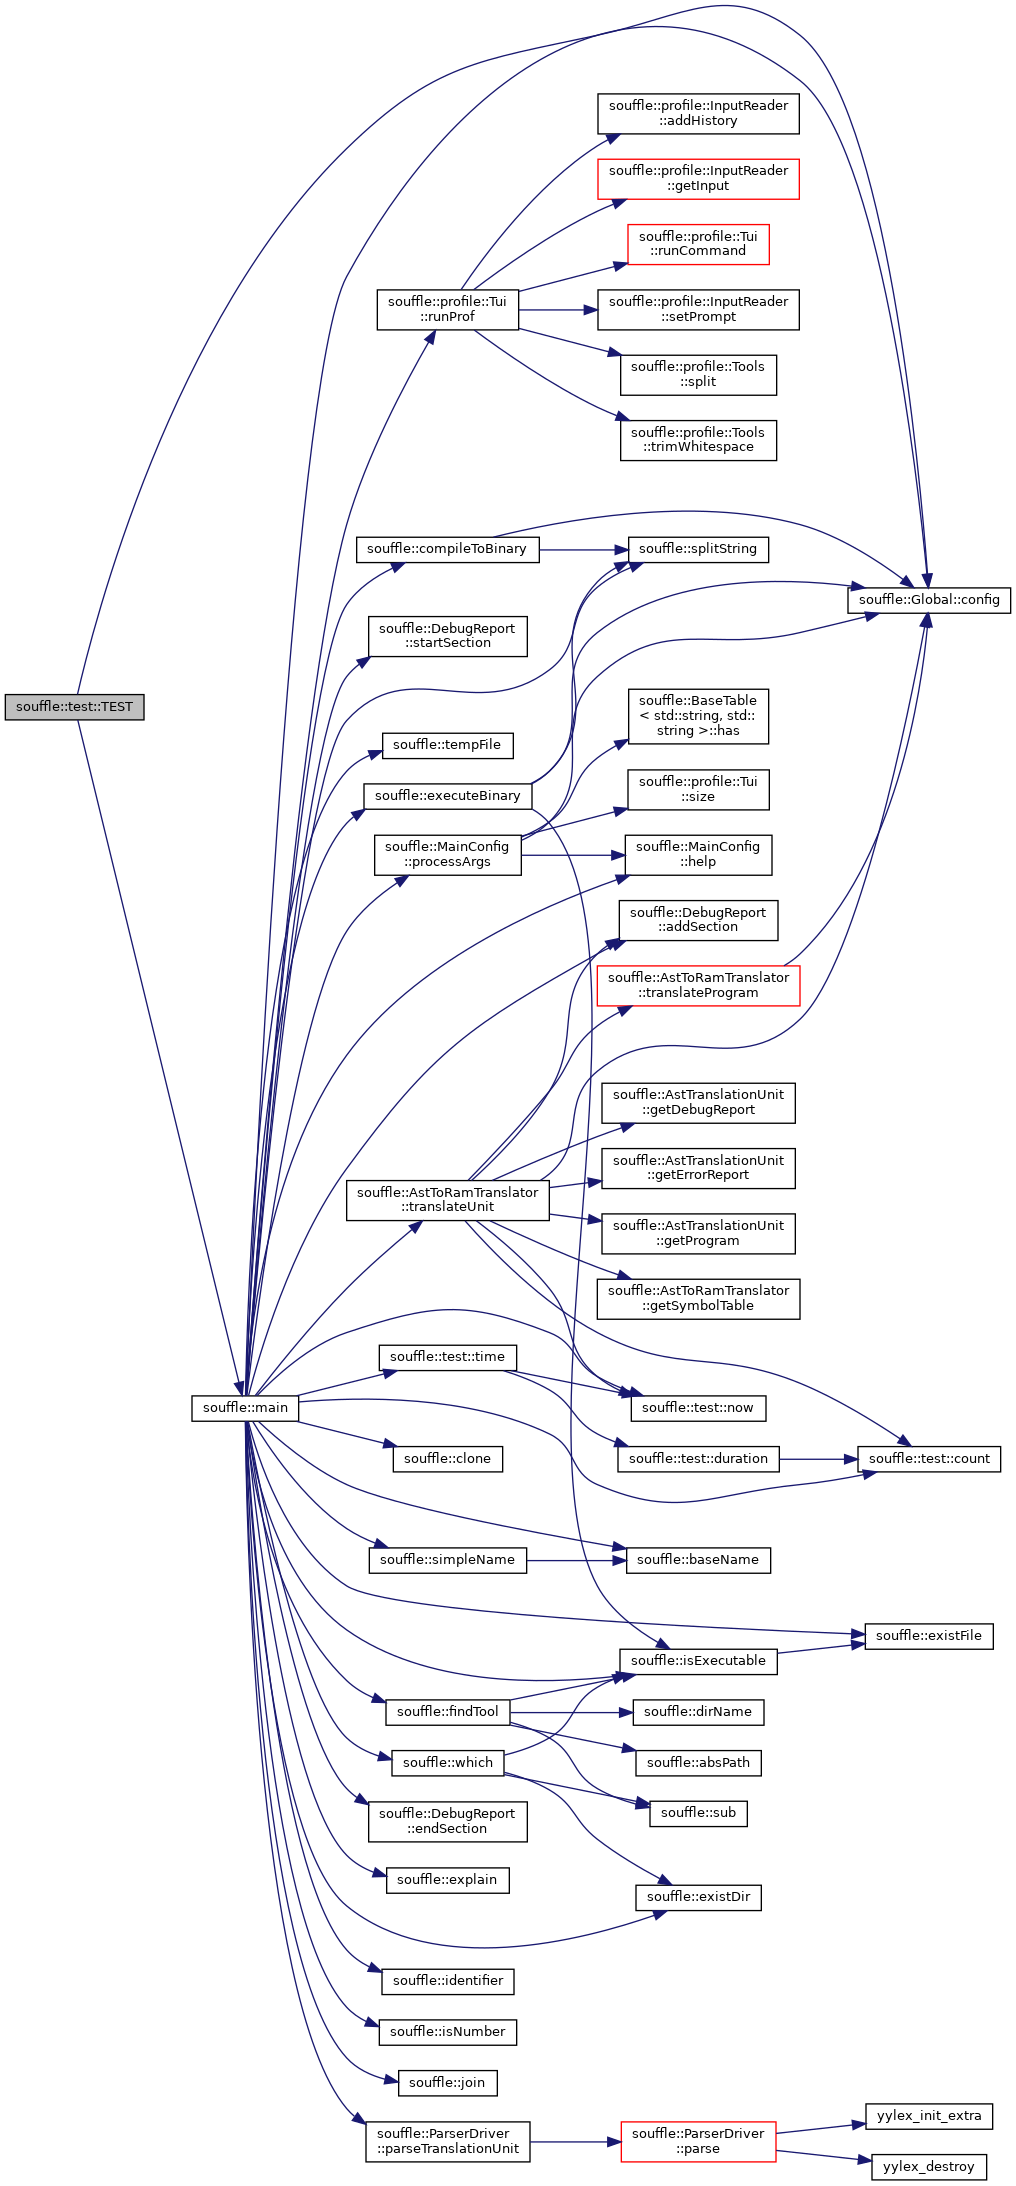 souffle::profile::InputReader
::addHistory
souffle::profile::InputReader
::getInput
souffle::profile::Tui
::runCommand
souffle::profile::Tui
::runProf
souffle::profile::InputReader
::setPrompt
souffle::profile::Tools
::split
souffle::profile::Tools
::trimWhitespace
souffle::compileToBinary
souffle::splitString
souffle::Global::config
souffle::DebugReport
::startSection
souffle::test::TEST
souffle::BaseTable
< std::string, std::
string >::has
souffle::tempFile
souffle::executeBinary
souffle::profile::Tui
::size
souffle::MainConfig
::processArgs
souffle::MainConfig
::help
souffle::DebugReport
::addSection
souffle::AstToRamTranslator
::translateProgram
souffle::AstTranslationUnit
::getDebugReport
souffle::AstTranslationUnit
::getErrorReport
souffle::AstToRamTranslator
::translateUnit
souffle::AstTranslationUnit
::getProgram
souffle::AstToRamTranslator
::getSymbolTable
souffle::test::time
souffle::main
souffle::test::now
souffle::clone
souffle::test::duration
souffle::test::count
souffle::simpleName
souffle::baseName
souffle::existFile
souffle::isExecutable
souffle::findTool
souffle::dirName
souffle::which
souffle::absPath
souffle::DebugReport
::endSection
souffle::sub
souffle::explain
souffle::existDir
souffle::identifier
souffle::isNumber
souffle::join
souffle::ParserDriver
::parseTranslationUnit
souffle::ParserDriver
::parse
yylex_init_extra
yylex_destroy